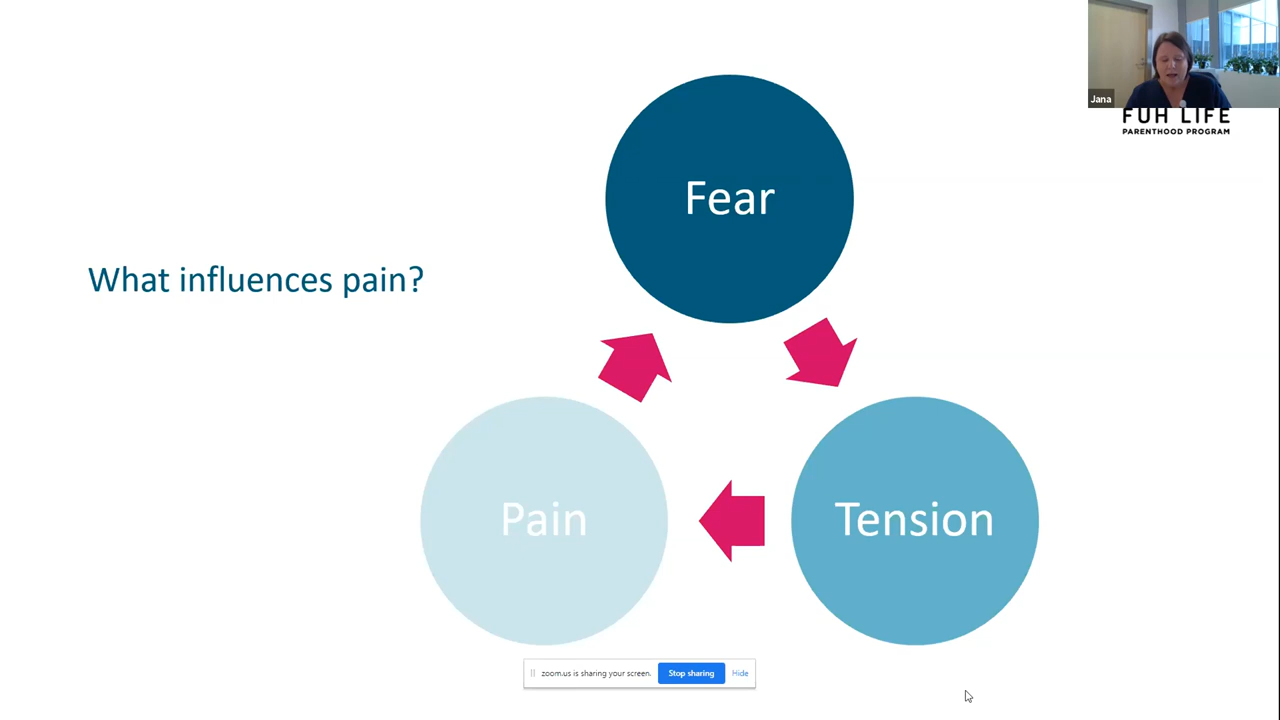 Jana
FOR LIFE
PARENTHOOD PROGRAM
Fear
What influences pain?
Pain
Tension
zoom.us is sharing your screen.
Stop sharing
Hide